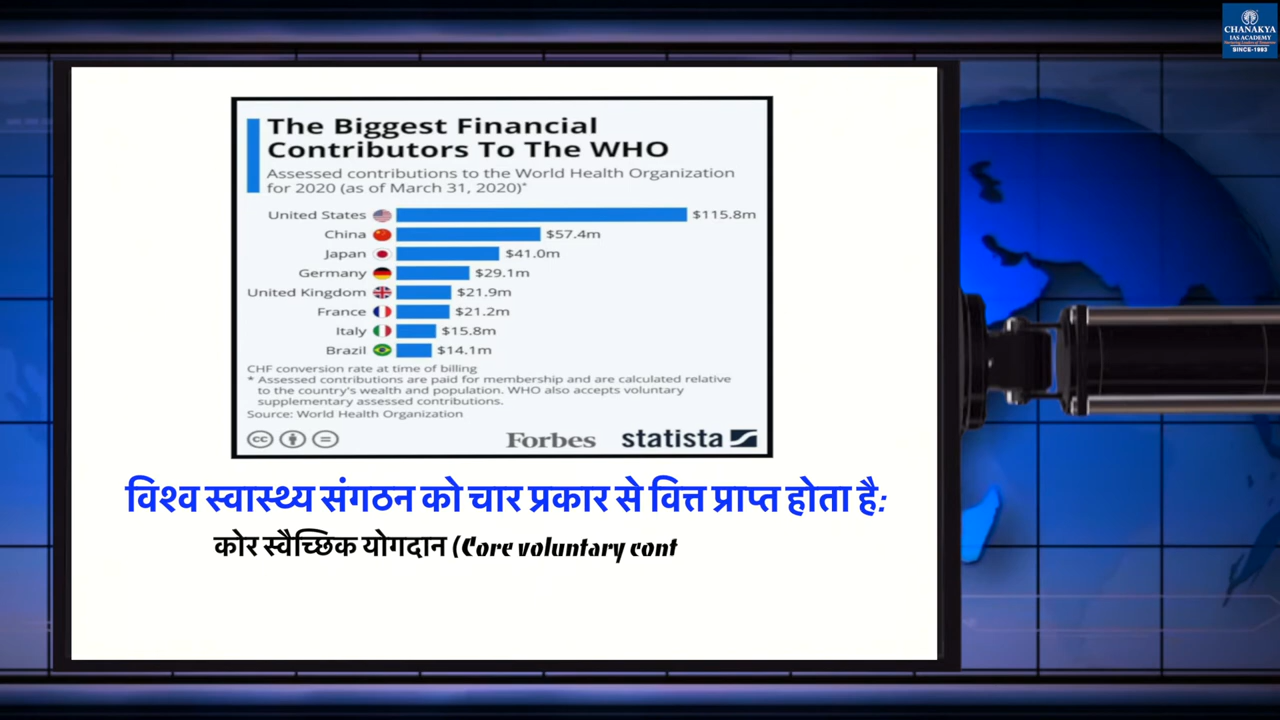 CHANAKYA
IAS ACADEMY
SINCE-1993
The Biggest Financial
Contributors To The WHO
Assessed contributions to the World Health Organization
for 2020 (as of March 31, 2020)*
United States $115.8m
China $57.4m
Japan $41.0m
Germany $29.1m
United Kingdom $21.9m
France $21.2m
Italy $15.8m
Brazil $14.1m
CHF conversion rate at time of billing
* Assessed contributions are paid for membership and are calculated relative
to the country's wealth and population. WHO also accepts voluntary
supplementary assessed contributions.
Source: World Health Organization
cc Forbes statista
विश्व स्वास्थ्य संगठन को चार प्रकार से वित्त प्राप्त होता है:
कोर स्वैच्छिक योगदान (Core voluntary cont